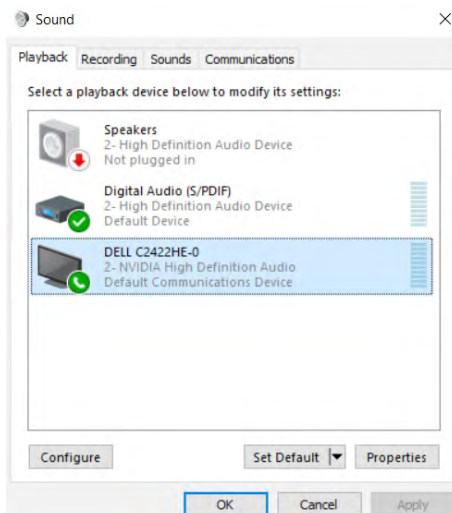 Sound
Playback Recording Sounds Communications
Select a playback device below to modify its settings:
Speakers
2- High Definition Audio Device
Not plugged in
Digital Audio (S/PDIF)
2- High Definition Audio Device
Default Device
DELL C2422HE-0
2- NVIDIA High Definition Audio
Default Communications Device
Configure Set Default Properties
OK Cancel Apply